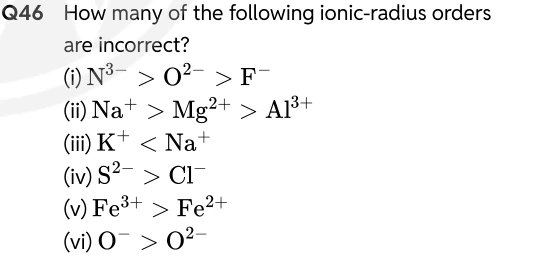 Q46 How many of the following ionic-radius orders
are incorrect?
(i) N³⁻ > O²⁻ > F⁻
(ii) Na⁺ > Mg²⁺ > Al³⁺
(iii) K⁺ < Na⁺
(iv) S²⁻ > Cl⁻
(v) Fe³⁺ > Fe²⁺
(vi) O⁻ > O²⁻